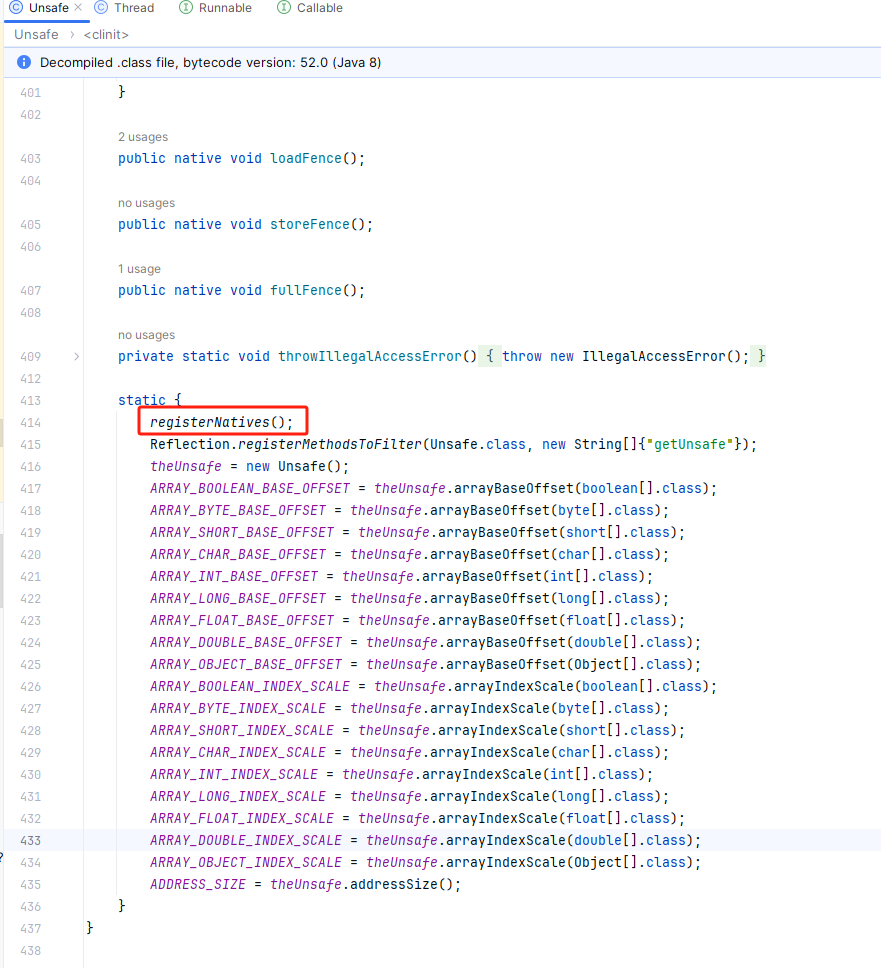 Unsafe Thread Runnable Callable
Unsafe › <clinit>
Decompiled .class file, bytecode version: 52.0 (Java 8)
401 }
402
2 usages
403 public native void loadFence();
404
no usages
405 public native void storeFence();
406
1 usage
407 public native void fullFence();
408
no usages
409 private static void throwIllegalAccessError() { throw new IllegalAccessError(); }
412
413 static {
414 registerNatives();
415 Reflection.registerMethodsToFilter(Unsafe.class, new String[]{"getUnsafe"});
416 theUnsafe = new Unsafe();
417 ARRAY_BOOLEAN_BASE_OFFSET = theUnsafe.arrayBaseOffset(boolean[].class);
418 ARRAY_BYTE_BASE_OFFSET = theUnsafe.arrayBaseOffset(byte[].class);
419 ARRAY_SHORT_BASE_OFFSET = theUnsafe.arrayBaseOffset(short[].class);
420 ARRAY_CHAR_BASE_OFFSET = theUnsafe.arrayBaseOffset(char[].class);
421 ARRAY_INT_BASE_OFFSET = theUnsafe.arrayBaseOffset(int[].class);
422 ARRAY_LONG_BASE_OFFSET = theUnsafe.arrayBaseOffset(long[].class);
423 ARRAY_FLOAT_BASE_OFFSET = theUnsafe.arrayBaseOffset(float[].class);
424 ARRAY_DOUBLE_BASE_OFFSET = theUnsafe.arrayBaseOffset(double[].class);
425 ARRAY_OBJECT_BASE_OFFSET = theUnsafe.arrayBaseOffset(Object[].class);
426 ARRAY_BOOLEAN_INDEX_SCALE = theUnsafe.arrayIndexScale(boolean[].class);
427 ARRAY_BYTE_INDEX_SCALE = theUnsafe.arrayIndexScale(byte[].class);
428 ARRAY_SHORT_INDEX_SCALE = theUnsafe.arrayIndexScale(short[].class);
429 ARRAY_CHAR_INDEX_SCALE = theUnsafe.arrayIndexScale(char[].class);
430 ARRAY_INT_INDEX_SCALE = theUnsafe.arrayIndexScale(int[].class);
431 ARRAY_LONG_INDEX_SCALE = theUnsafe.arrayIndexScale(long[].class);
432 ARRAY_FLOAT_INDEX_SCALE = theUnsafe.arrayIndexScale(float[].class);
433 ARRAY_DOUBLE_INDEX_SCALE = theUnsafe.arrayIndexScale(double[].class);
434 ARRAY_OBJECT_INDEX_SCALE = theUnsafe.arrayIndexScale(Object[].class);
435 ADDRESS_SIZE = theUnsafe.addressSize();
436 }
437 }
438